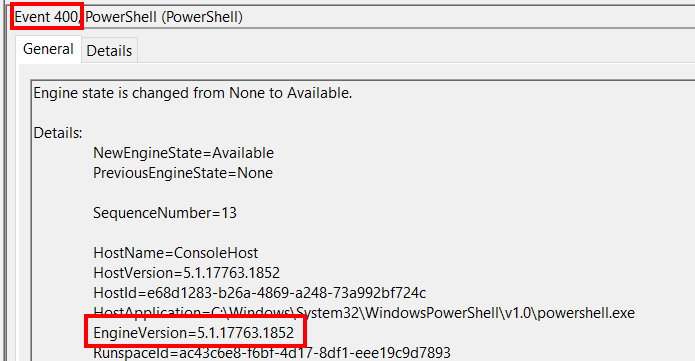 Event 400, PowerShell (PowerShell)
General Details
Engine state is changed from None to Available.
Details:
NewEngineState=Available
PreviousEngineState=None
SequenceNumber=13
HostName=ConsoleHost
HostVersion=5.1.17763.1852
HostId=e68d1283-b26a-4869-a248-73a992bf724c
HostApplication=C:\Windows\System32\WindowsPowerShell\v1.0\powershell.exe
EngineVersion=5.1.17763.1852
RunspaceId=ac43c6e8-f6bf-4d17-8df1-eee19c9d7893